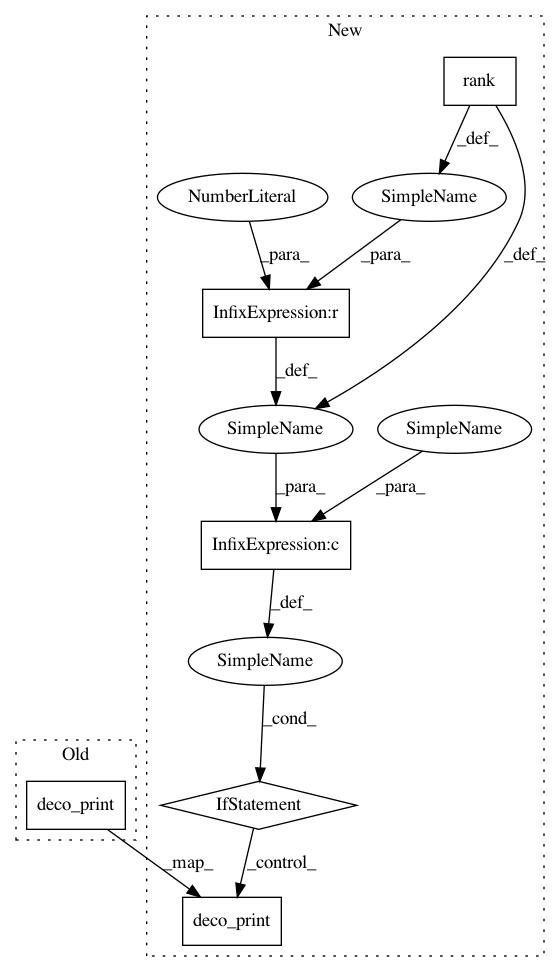 New
rank
_def_
NumberLiteral
SimpleName
_para_
_para_
_def_
InfixExpression:r
_def_
SimpleName
SimpleName
_para_
_para_
InfixExpression:c
_def_
SimpleName
_cond_
Old
deco_print
IfStatement
_map_
_control_
deco_print